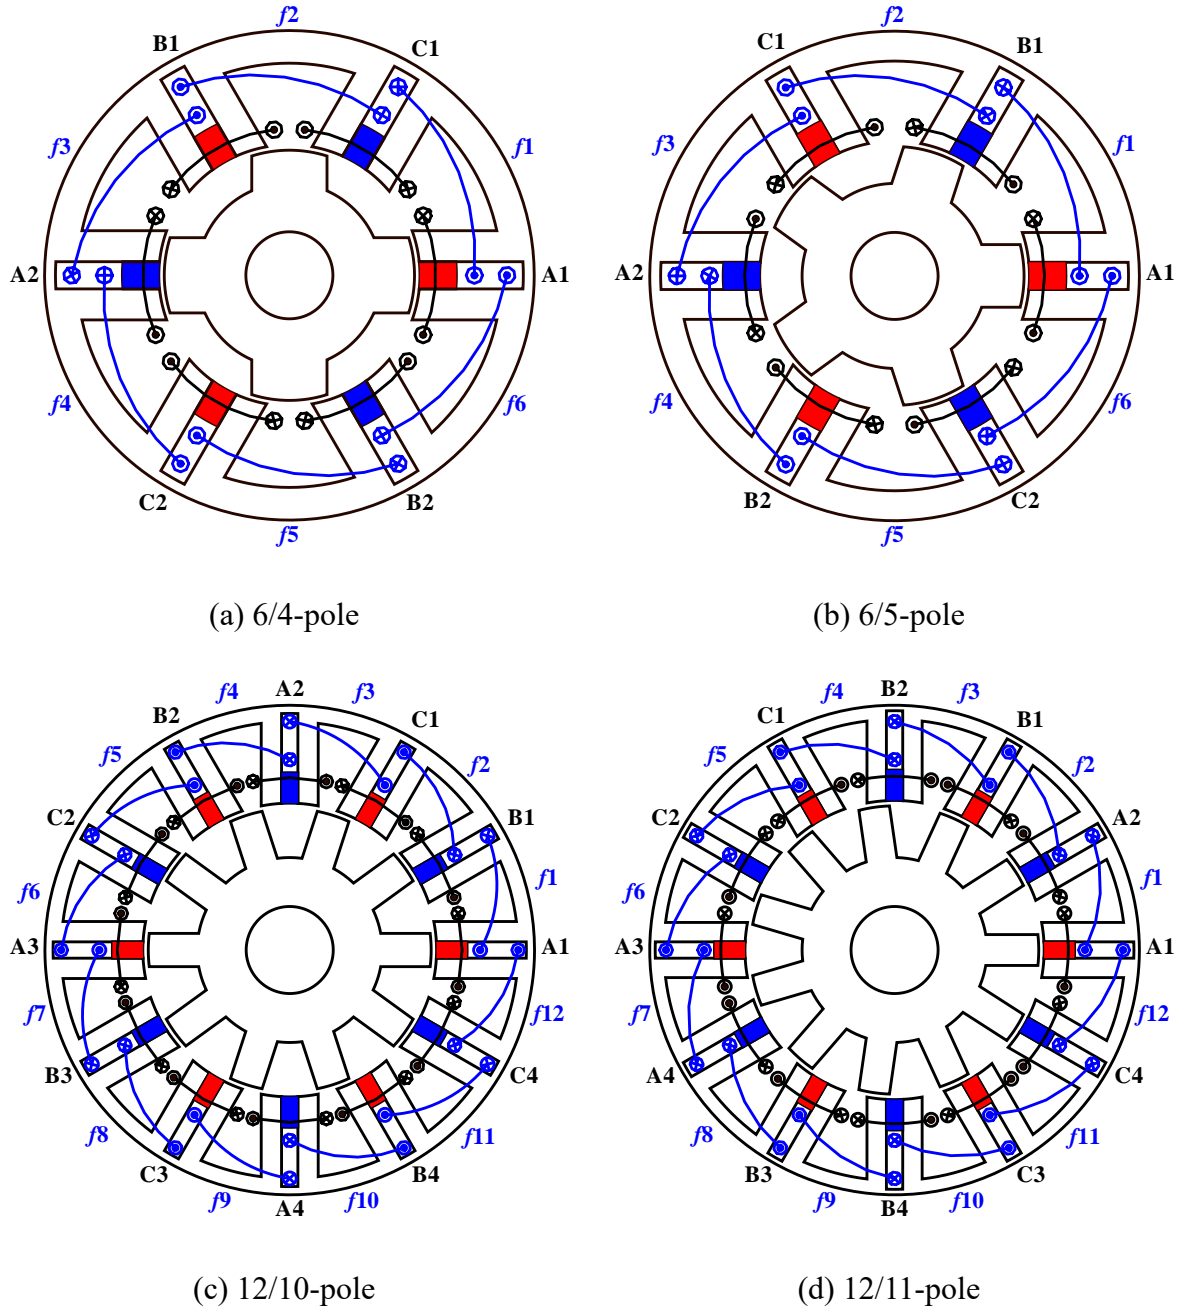 f2 f2
B1 C1 C1 B1
f3 f1 f3 f1
A2 A1 A2 A1
f4 f6 f4 f6
C2 B2 B2 C2
f5 f5
(a) 6/4-pole (b) 6/5-pole
f4 A2 f3 f4 B2 f3
B2 C1 C1 B1
f5 f2 f5 f2
C2 B1 C2 A2
f6 f1 f6 f1
A3 A1 A3 A1
f7 f12 f7 f12
B3 C4 A4 C4
f8 f11 f8 f11
C3 B4 B3 C3
f9 A4 f10 f9 B4 f10
(c) 12/10-pole (d) 12/11-pole